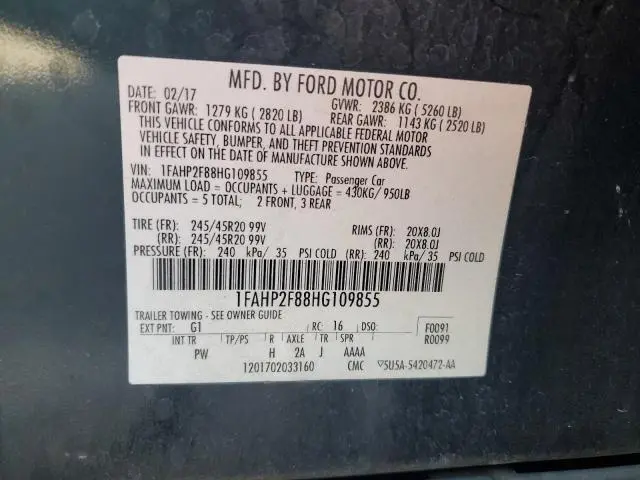 MFD. BY FORD MOTOR CO.
DATE: 02/17 GVWR: 2386 KG ( 5260 LB)
FRONT GAWR: 1279 KG ( 2820 LB) REAR GAWR: 1143 KG ( 2520 LB)
THIS VEHICLE CONFORMS TO ALL APPLICABLE FEDERAL MOTOR
VEHICLE SAFETY, BUMPER, AND THEFT PREVENTION STANDARDS
IN EFFECT ON THE DATE OF MANUFACTURE SHOWN ABOVE.
VIN: 1FAHP2F88HG109855 TYPE: Passenger Car
MAXIMUM LOAD = OCCUPANTS + LUGGAGE = 430KG/ 950LB
OCCUPANTS = 5 TOTAL; 2 FRONT, 3 REAR
TIRE (FR): 245/45R20 99V RIMS (FR): 20X8.0J
(RR): 245/45R20 99V (RR): 20X8.0J
PRESSURE (FR): 240 kPa/ 35 PSI COLD (RR): 240 kPa/ 35 PSI COLD
1FAHP2F88HG109855
TRAILER TOWING - SEE OWNER GUIDE
EXT PNT: G1 RC: 16 DSO: F0091
INT TR TP/PS R AXLE TR SPR R0099
PW H 2A J AAAA
1201702033160 CMC 5U5A-5420472-AA